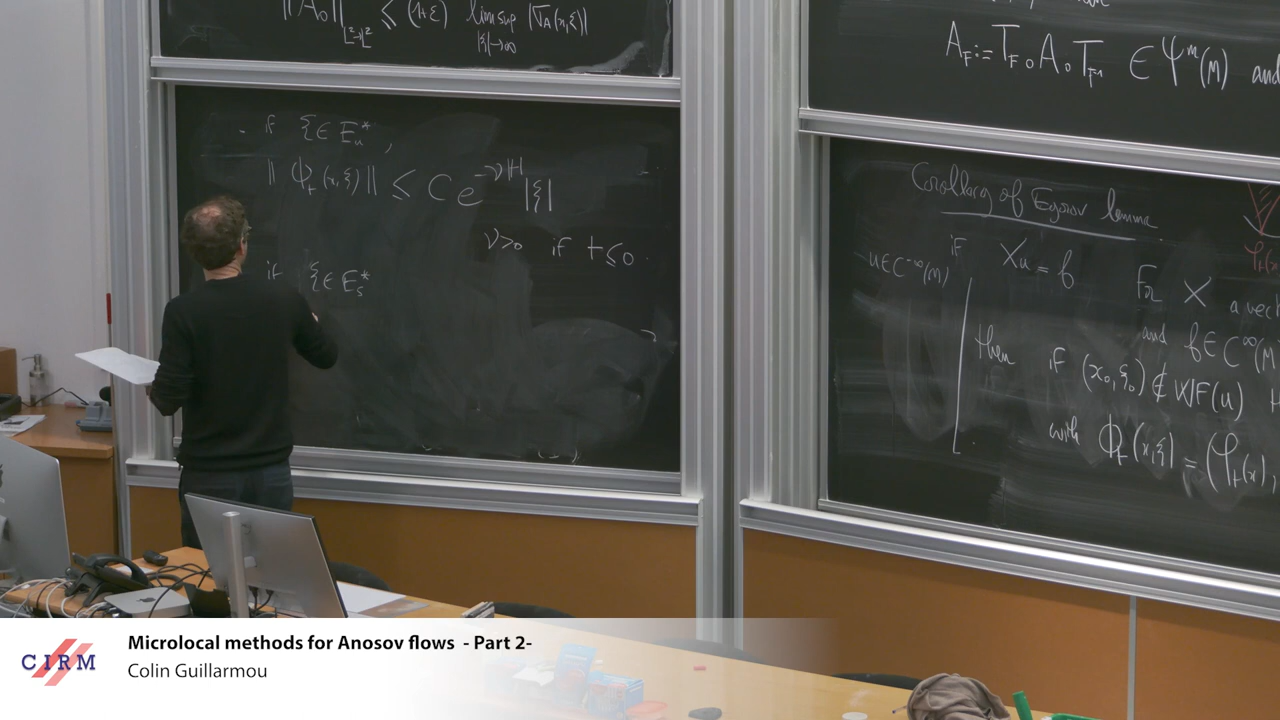 ‖A₀‖_{L²→L²} ≤ (1+ε) limsup_{|ξ|→∞} |σ_A(x,ξ)|
- if ξ∈E_u^*,
‖Φ_t(x,ξ)‖ ≤ C e^{-ν|t|} |ξ|
ν>0 if t≤0.
if ξ∈E_s^*
A_F := T_F ∘ A ∘ T_{F^{-1}} ∈ Ψ^m(M) and
Corollary of Egorov lemma
u∈C^{-∞}(M) if Xu = f For X a vect
and f∈C^∞(M
then if (x₀,ξ₀) ∉ WF(u)
with Φ_t(x,ξ) = (φ_t(x),
CIRM
Microlocal methods for Anosov flows - Part 2-
Colin Guillarmou